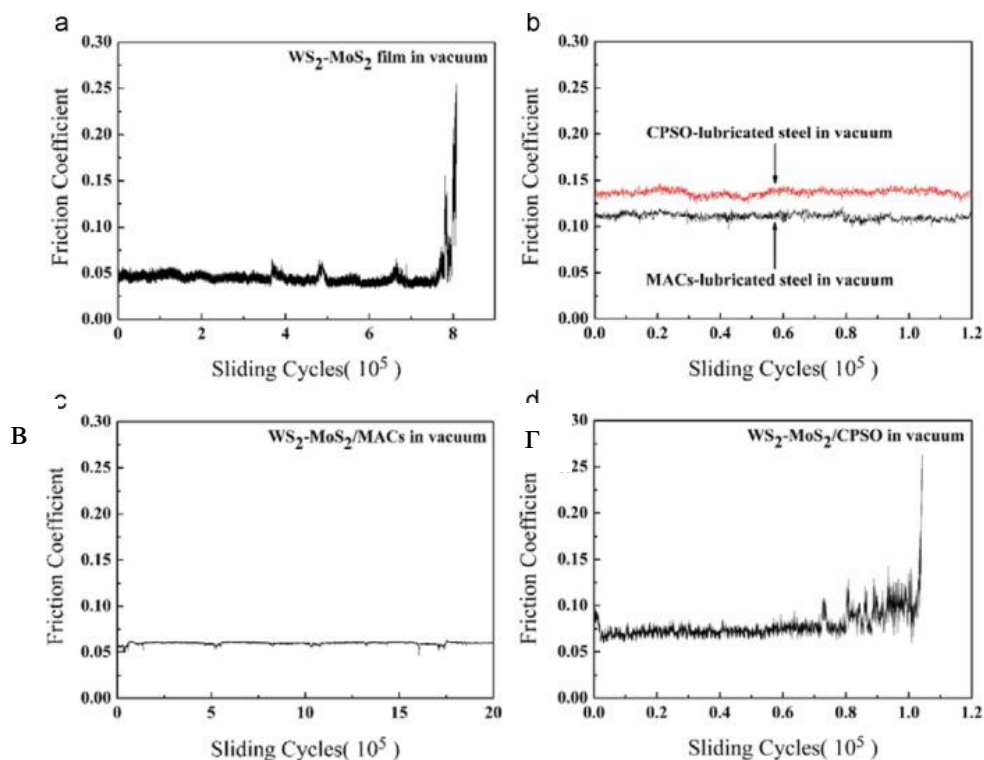 a
0.30
0.25
0.20
0.15
0.10
0.05
0.00
Friction Coefficient
WS2-MoS2 film in vacuum
0
2
4
6
8
Sliding Cycles( 10^5 )
b
0.30
0.25
0.20
0.15
0.10
0.05
0.00
Friction Coefficient
CPSO-lubricated steel in vacuum
MACs-lubricated steel in vacuum
0.0
0.2
0.4
0.6
0.8
1.0
1.2
Sliding Cycles( 10^5 )
c
В
0.30
0.25
0.20
0.15
0.10
0.05
0.00
Friction Coefficien
WS2-MoS2/MACs in vacuum
0
5
10
15
20
Sliding Cycles( 10^5 )
d
Г
30
0.25
0.20
0.15
0.10
0.05
0.00
Friction Coefficien
WS2-MoS2/CPSO in vacuum
0.0
0.2
0.4
0.6
0.8
1.0
1.2
Sliding Cycles( 10^5 )